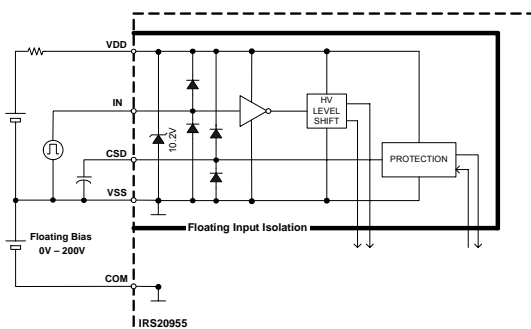 VDD
IN
HV
LEVEL
SHIFT
10.2V
CSD
PROTECTION
VSS
Floating Input Isolation
Floating Bias
0V – 200V
COM
IRS20955